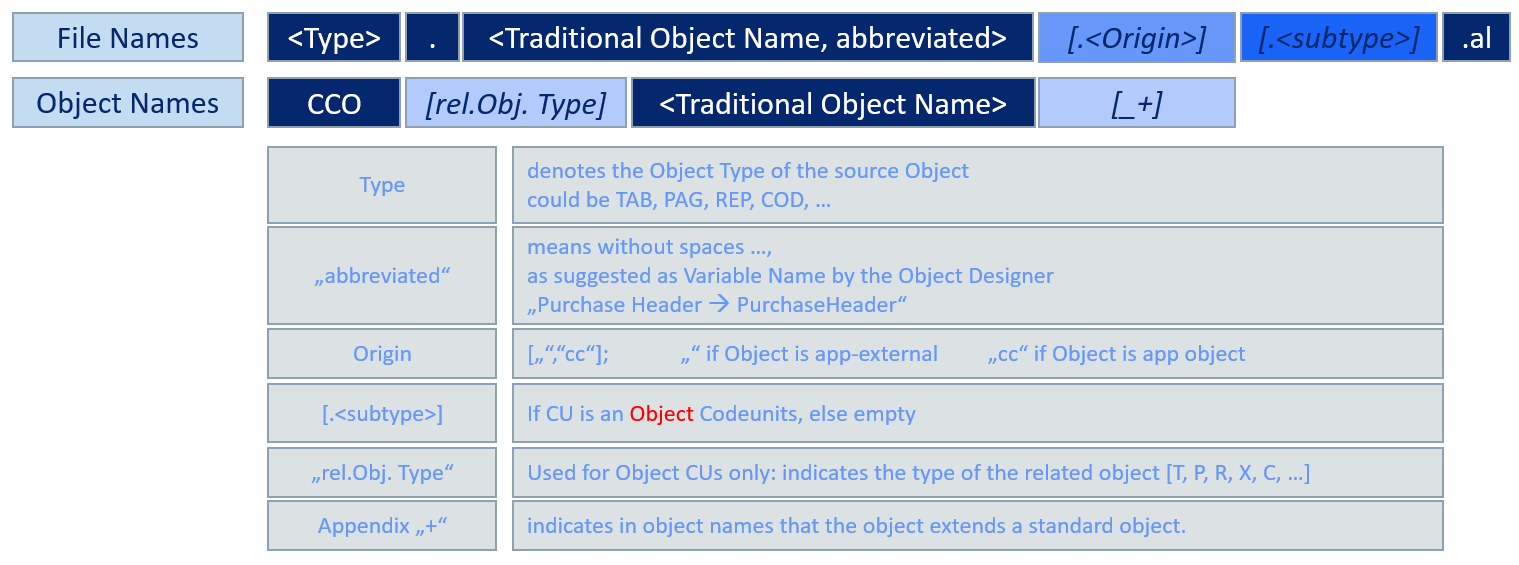 File Names <Type> . <Traditional Object Name, abbreviated> [.<Origin>] [.<subtype>] .al
Object Names CCO [rel.Obj. Type] <Traditional Object Name> [_+]
Type
denotes the Object Type of the source Object
could be TAB, PAG, REP, COD, ...
„abbreviated“
means without spaces ...,
as suggested as Variable Name by the Object Designer
„Purchase Header → PurchaseHeader“
Origin
[„“,“cc“]; „“ if Object is app-external „cc“ if Object is app object
[.<subtype>]
If CU is an Object Codeunits, else empty
„rel.Obj. Type“
Used for Object CUs only: indicates the type of the related object [T, P, R, X, C, ...]
Appendix „+“
indicates in object names that the object extends a standard object.